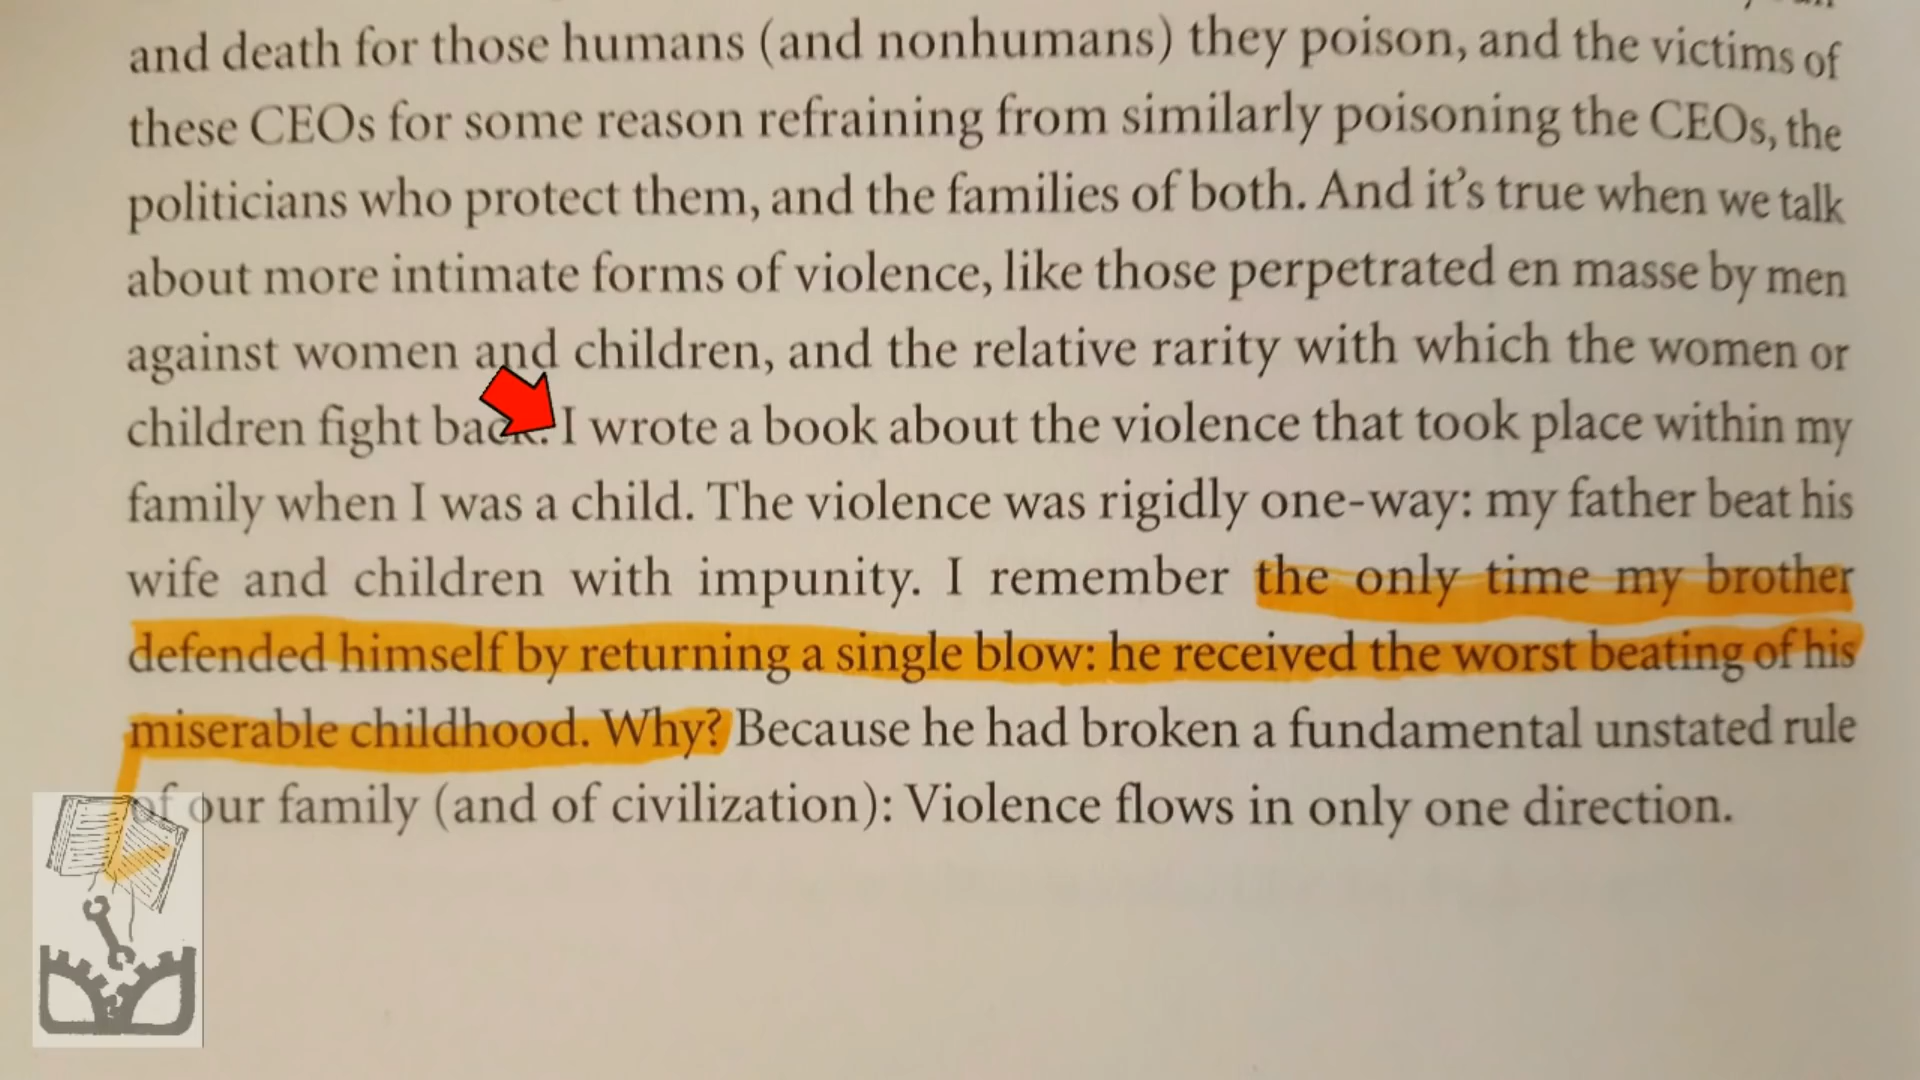 and death for those humans (and nonhumans) they poison, and the victims of
these CEOs for some reason refraining from similarly poisoning the CEOs, the
politicians who protect them, and the families of both. And it's true when we talk
about more intimate forms of violence, like those perpetrated en masse by men
against women and children, and the relative rarity with which the women or
children fight back. I wrote a book about the violence that took place within my
family when I was a child. The violence was rigidly one-way: my father beat his
wife and children with impunity. I remember the only time my brother
defended himself by returning a single blow: he received the worst beating of his
miserable childhood. Why? Because he had broken a fundamental unstated rule
of our family (and of civilization): Violence flows in only one direction.